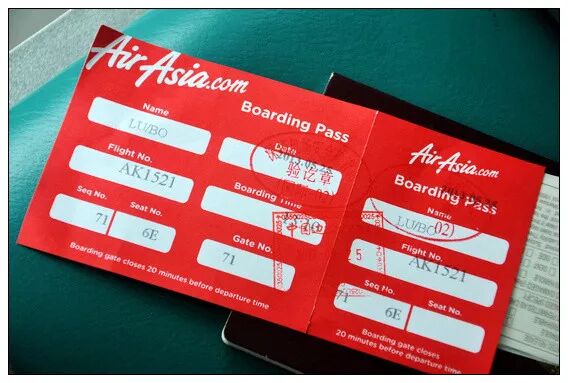 AirAsia.com
Boarding Pass
Name
LU/BO
Date
Flight No.
AK1521
验讫章
Boarding Time
Seq No.
71
Seat No.
6E
Gate No.
71
Boarding gate closes 20 minutes before departure time
AirAsia.com
Boarding Pass
Name
LU/BO
(02)
Flight No.
AK1521
5
Seq No.
71
6E
Seat No.
Boarding gate closes
20 minutes before departure time